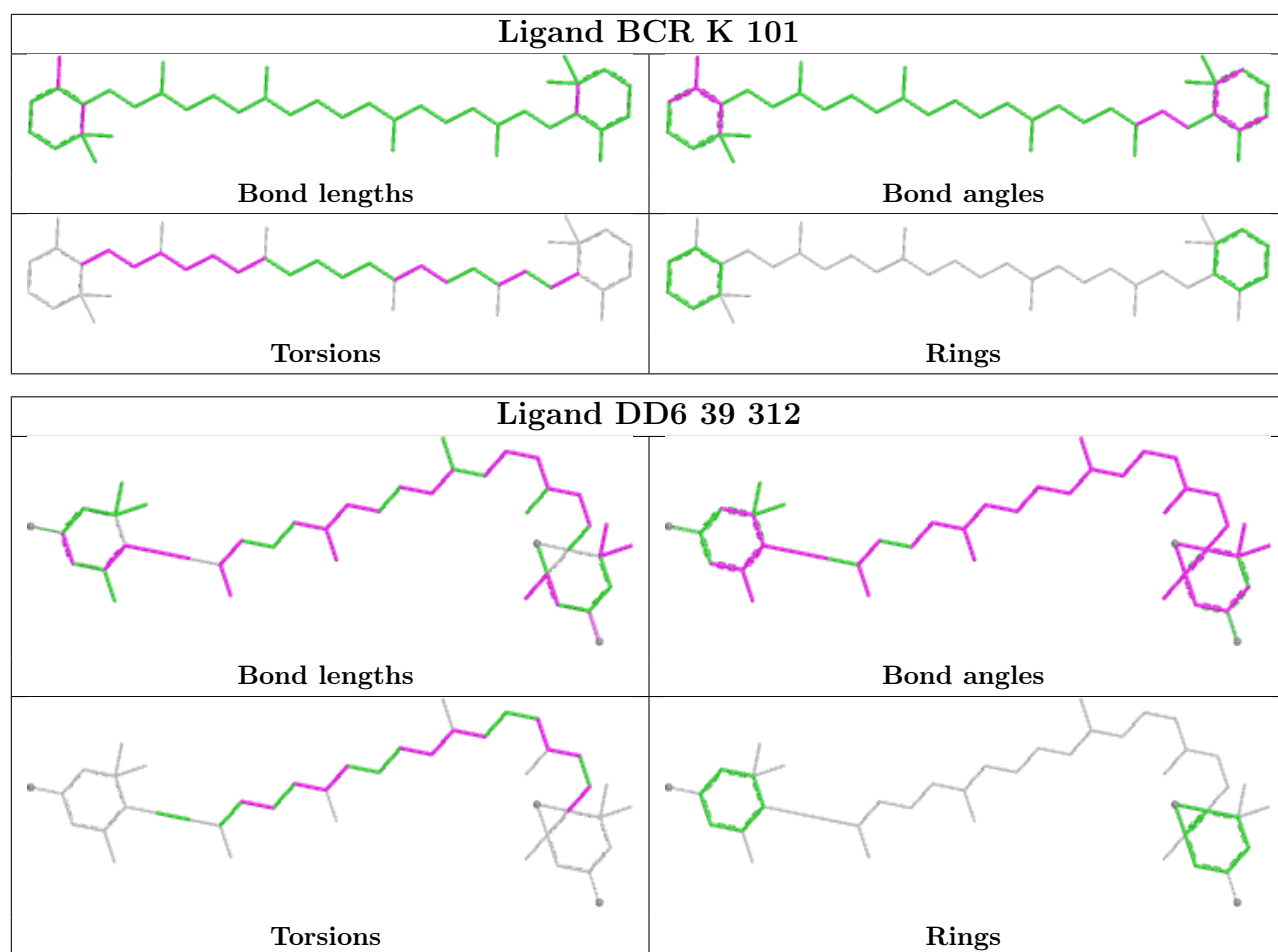 Ligand BCR K 101
Bond lengths
Bond angles
Torsions
Rings
Ligand DD6 39 312
Bond lengths
Bond angles
Torsions
Rings